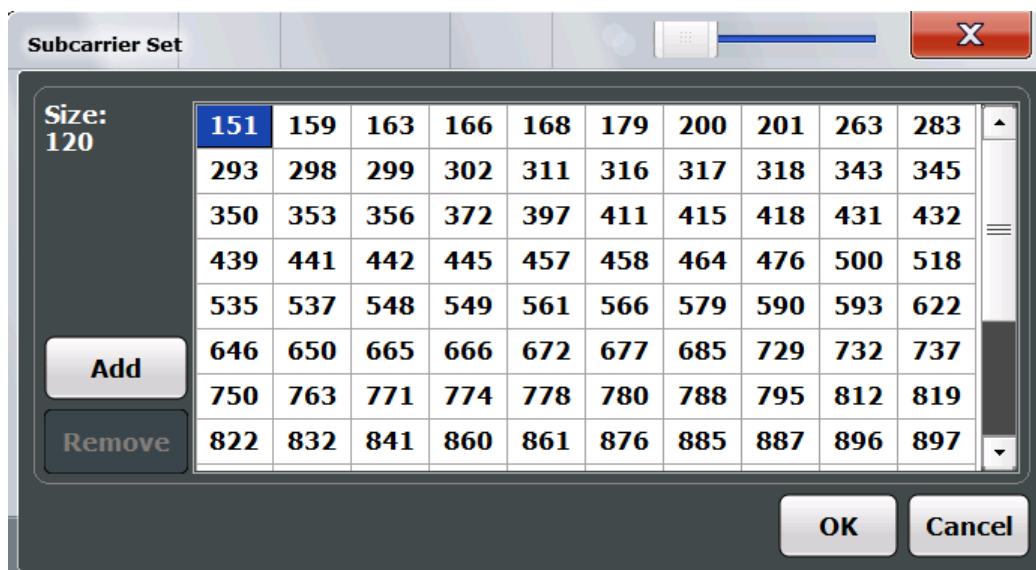 Subcarrier Set
X
Size:
120
151 159 163 166 168 179 200 201 263 283
293 298 299 302 311 316 317 318 343 345
350 353 356 372 397 411 415 418 431 432
439 441 442 445 457 458 464 476 500 518
535 537 548 549 561 566 579 590 593 622
646 650 665 666 672 677 685 729 732 737
750 763 771 774 778 780 788 795 812 819
822 832 841 860 861 876 885 887 896 897
Add
Remove
OK Cancel